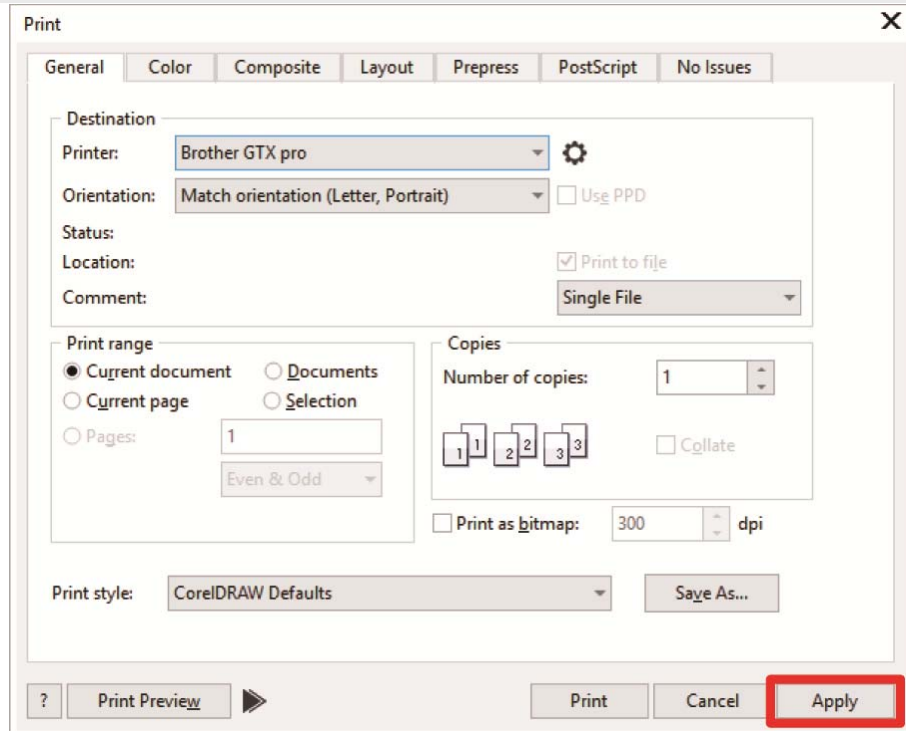 Print
General Color Composite Layout Prepress PostScript No Issues
Destination
Printer: Brother GTX pro
Orientation: Match orientation (Letter, Portrait) Use PPD
Status:
Location: Print to file
Comment: Single File
Print range
Current document Documents
Current page Selection
Pages: 1
Even & Odd
Copies
Number of copies: 1
1 1 2 2 3 3 Collate
Print as bitmap: 300 dpi
Print style: CorelDRAW Defaults Save As...
? Print Preview Print Cancel Apply